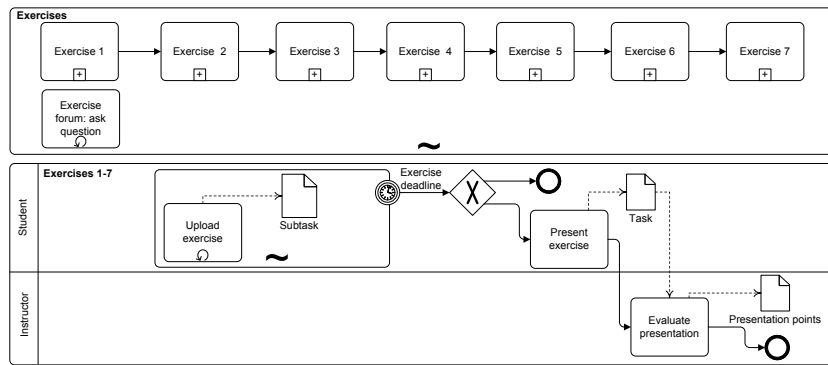 Exercises
Exercise 1
Exercise 2
Exercise 3
Exercise 4
Exercise 5
Exercise 6
Exercise 7
Exercise
forum: ask
question
Exercises 1-7
Student
Upload
exercise
Subtask
Exercise
deadline
Present
exercise
Task
Instructor
Evaluate
presentation
Presentation points